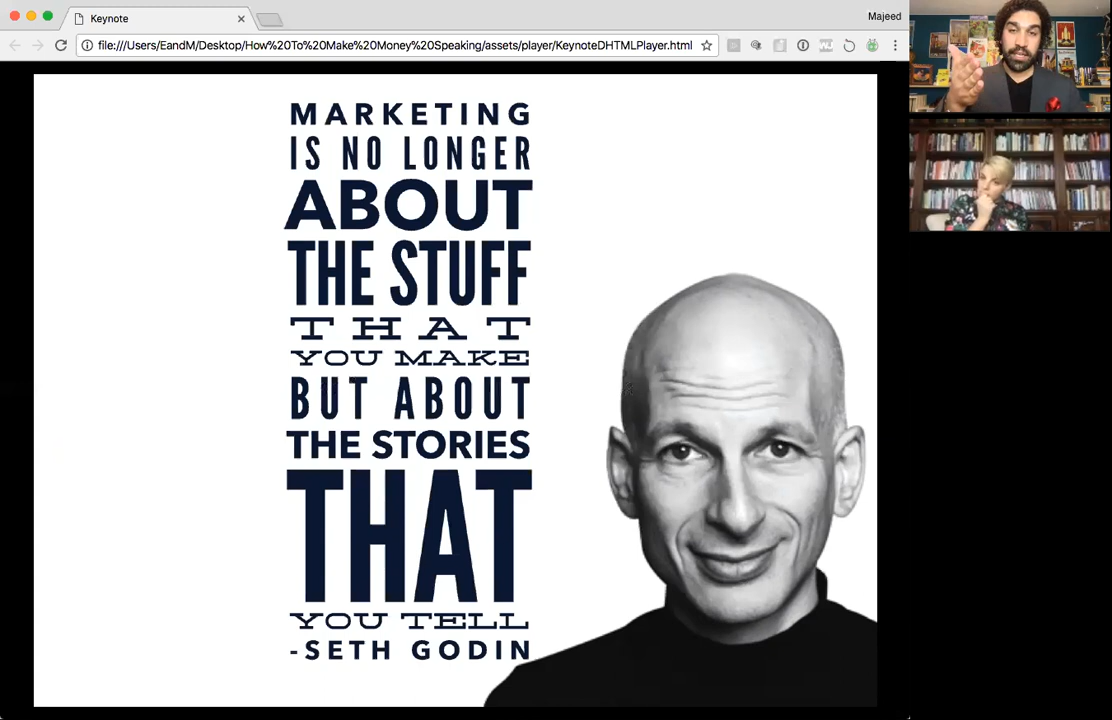 Keynote
Majeed
file:///Users/EandM/Desktop/How%20To%20Make%20Money%20Speaking/assets/player/KeynoteDHTMLPlayer.html
MARKETING
IS NO LONGER
ABOUT
THE STUFF
THAT
YOU MAKE
BUT ABOUT
THE STORIES
THAT
YOU TELL
-SETH GODIN